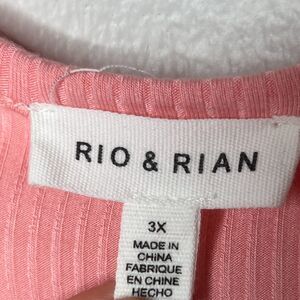 RIO & RIAN
3X
MADE IN
CHINA
FABRIQUE
EN CHINE
HECHO